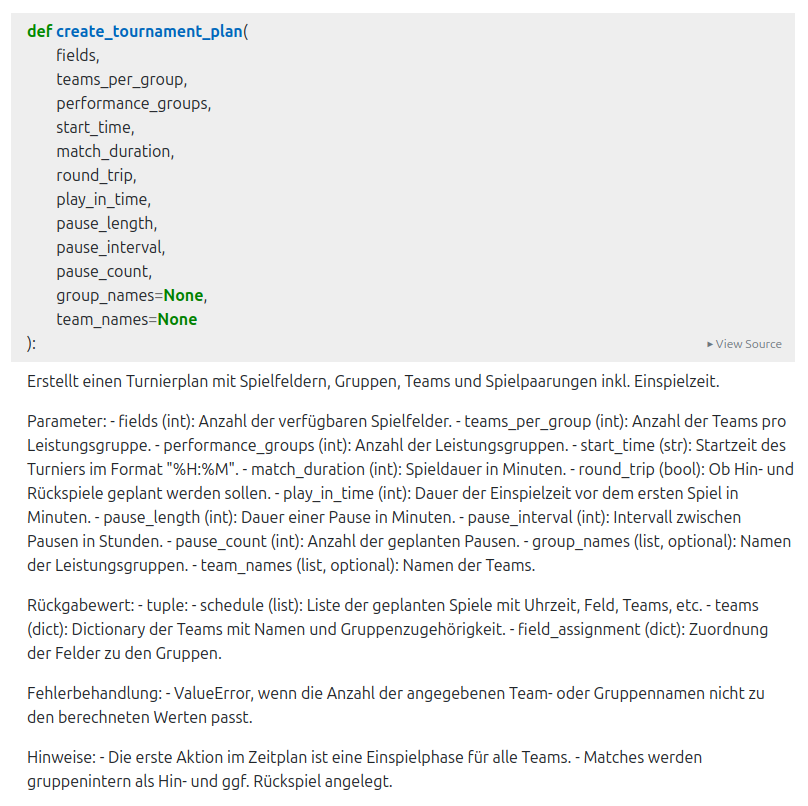 def create_tournament_plan(
fields,
teams_per_group,
performance_groups,
start_time,
match_duration,
round_trip,
play_in_time,
pause_length,
pause_interval,
pause_count,
group_names=None,
team_names=None
):
▸ View Source
Erstellt einen Turnierplan mit Spielfeldern, Gruppen, Teams und Spielpaarungen inkl. Einspielzeit.
Parameter: - fields (int): Anzahl der verfügbaren Spielfelder. - teams_per_group (int): Anzahl der Teams pro
Leistungsgruppe. - performance_groups (int): Anzahl der Leistungsgruppen. - start_time (str): Startzeit des
Turniers im Format "%H:%M". - match_duration (int): Spieldauer in Minuten. - round_trip (bool): Ob Hin- und
Rückspiele geplant werden sollen. - play_in_time (int): Dauer der Einspielzeit vor dem ersten Spiel in
Minuten. - pause_length (int): Dauer einer Pause in Minuten. - pause_interval (int): Intervall zwischen
Pausen in Stunden. - pause_count (int): Anzahl der geplanten Pausen. - group_names (list, optional): Namen
der Leistungsgruppen. - team_names (list, optional): Namen der Teams.
Rückgabewert: - tuple: - schedule (list): Liste der geplanten Spiele mit Uhrzeit, Feld, Teams, etc. - teams
(dict): Dictionary der Teams mit Namen und Gruppenzugehörigkeit. - field_assignment (dict): Zuordnung
der Felder zu den Gruppen.
Fehlerbehandlung: - ValueError, wenn die Anzahl der angegebenen Team- oder Gruppennamen nicht zu
den berechneten Werten passt.
Hinweise: - Die erste Aktion im Zeitplan ist eine Einspielphase für alle Teams. - Matches werden
gruppenintern als Hin- und ggf. Rückspiel angelegt.